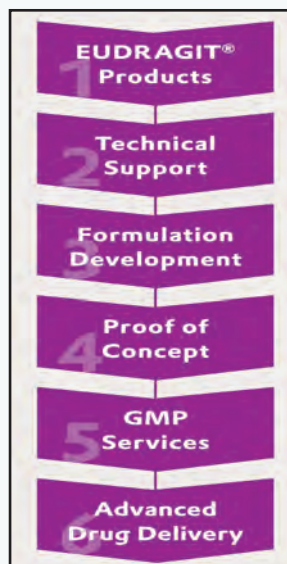 EUDRAGIT®
1 Products
Technical
2 Support
Formulation
3 Development
Proof of
4 Concept
GMP
5 Services
Advanced
6 Drug Delivery